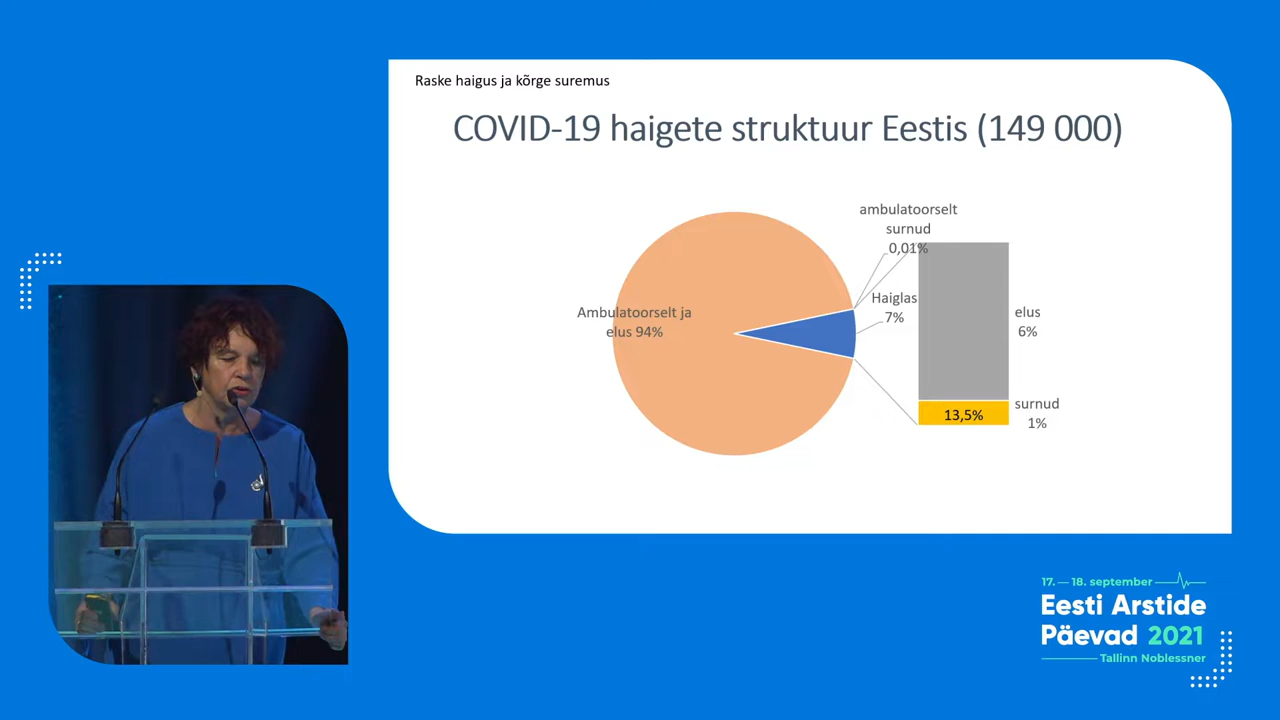 Raske haigus ja kõrge suremus
COVID-19 haigete struktuur Eestis (149 000)
ambulatoorselt
surnud
0,01%
Haiglas
7%
Ambulatoorselt ja
elus 94%
elus
6%
surnud
1%
13,5%
17. — 18. september
Eesti Arstide
Päevad 2021
Tallinn Noblessner